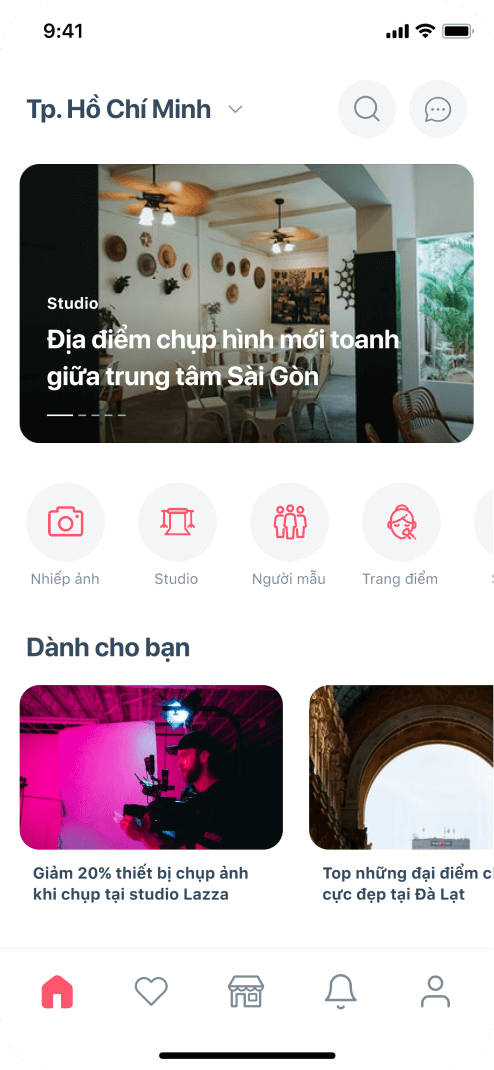 9:41
Tp. Hồ Chí Minh
Studio
Địa điểm chụp hình mới toanh
giữa trung tâm Sài Gòn
Nhiếp ảnh
Studio
Người mẫu
Trang điểm
Dành cho bạn
Giảm 20% thiết bị chụp ảnh
khi chụp tại studio Lazza
Top những đại điểm
cực đẹp tại Đà Lạt